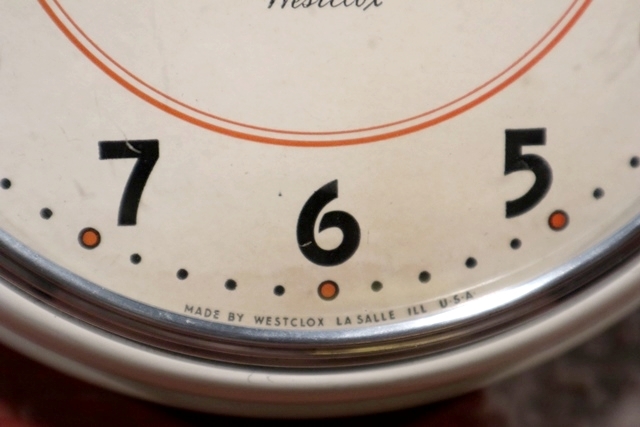 Westclox
7 6 5
MADE BY WESTCLOX LA SALLE ILL U.S.A.